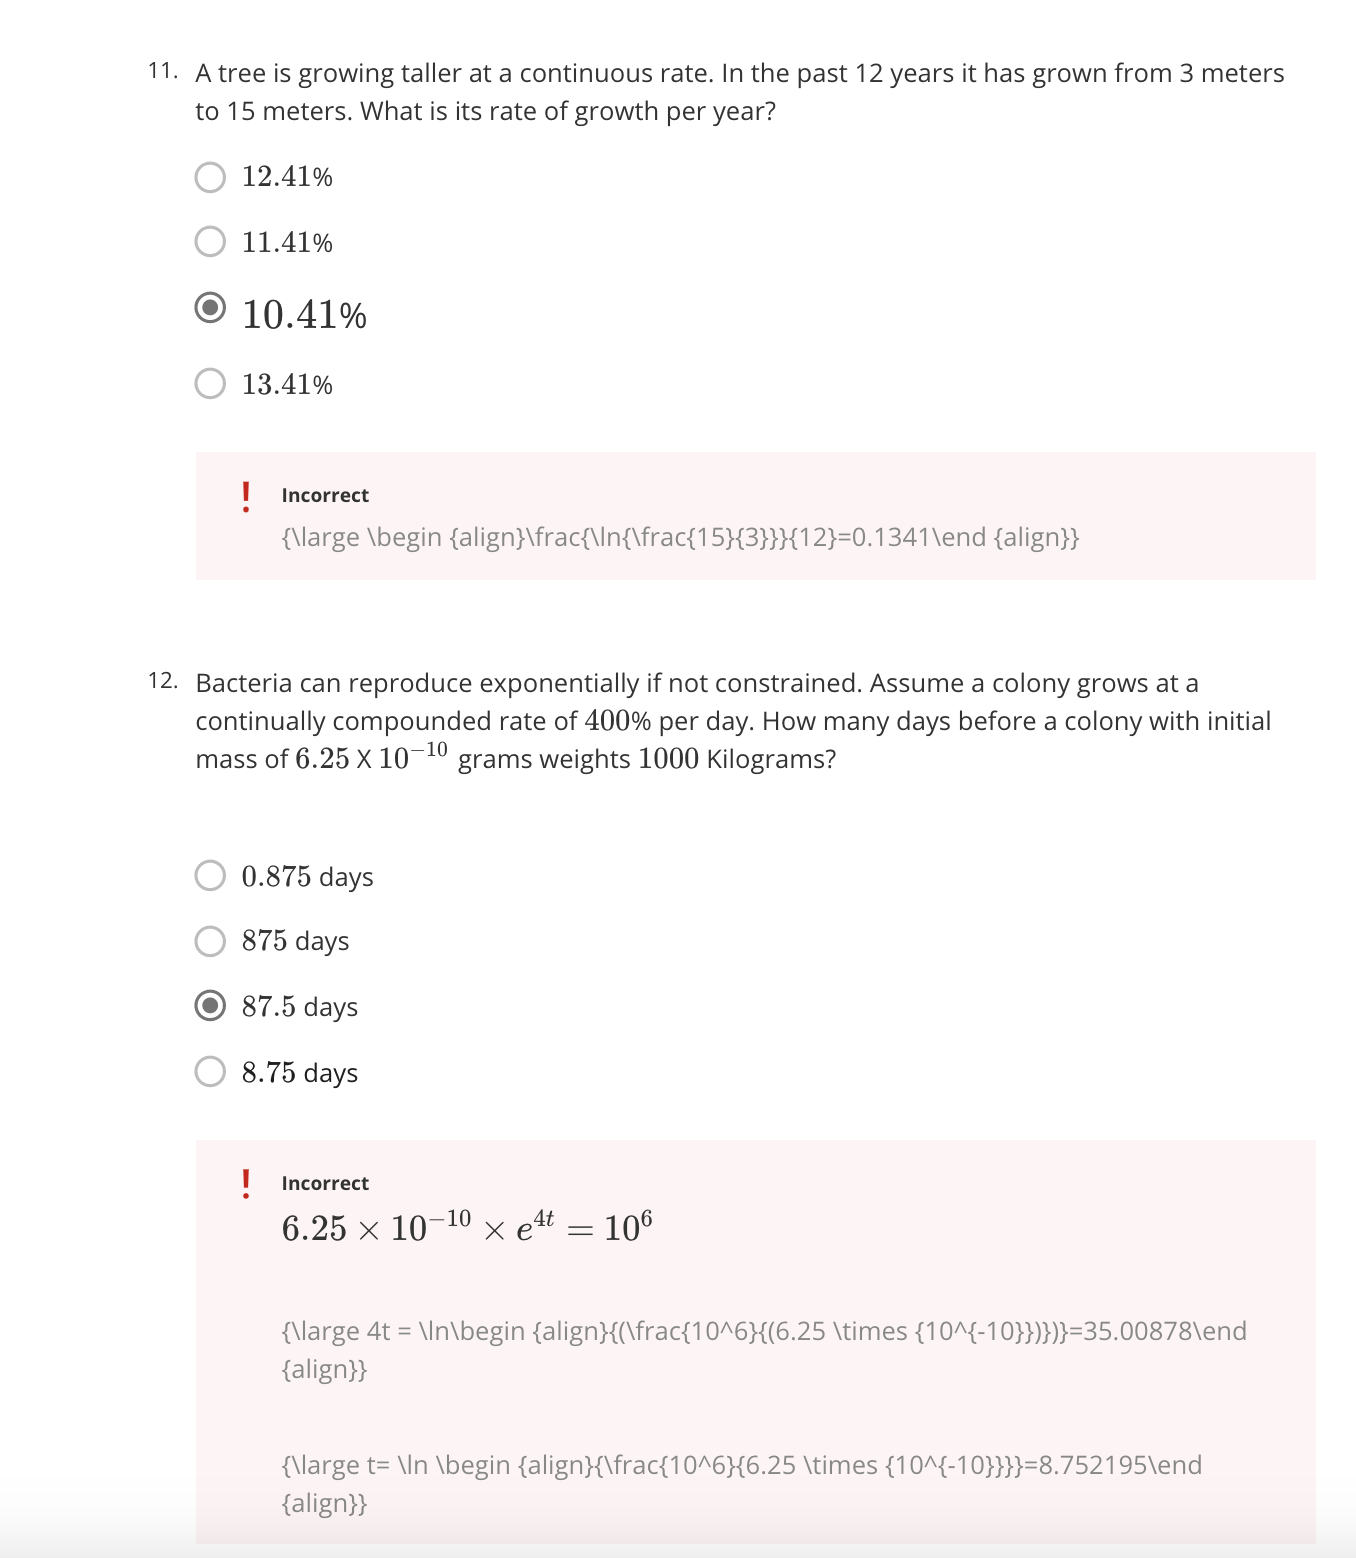 11. A tree is growing taller at a continuous rate. In the past 12 years it has grown from 3 meters
to 15 meters. What is its rate of growth per year?
12.41%
11.41%
10.41%
13.41%
! Incorrect
{\large \begin {align}\frac{\ln{\frac{15}{3}}}{12}=0.1341\end {align}}
12. Bacteria can reproduce exponentially if not constrained. Assume a colony grows at a
continually compounded rate of 400% per day. How many days before a colony with initial
mass of 6.25 X 10⁻¹⁰ grams weights 1000 Kilograms?
0.875 days
875 days
87.5 days
8.75 days
! Incorrect
6.25 × 10⁻¹⁰ × e⁴ᵗ = 10⁶
{\large 4t = \ln\begin {align}{(\frac{10^6}{(6.25 \times {10^{-10}})})}=35.00878\end
{align}}
{\large t= \ln \begin {align}{\frac{10^6}{6.25 \times {10^{-10}}}}=8.752195\end
{align}}